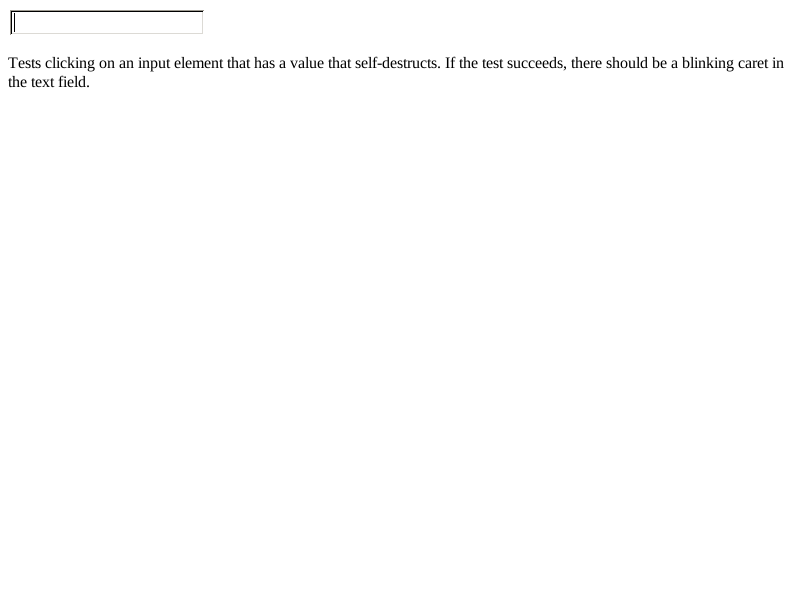 Tests clicking on an input element that has a value that self-destructs. If the test succeeds, there should be a blinking caret in
the text field.